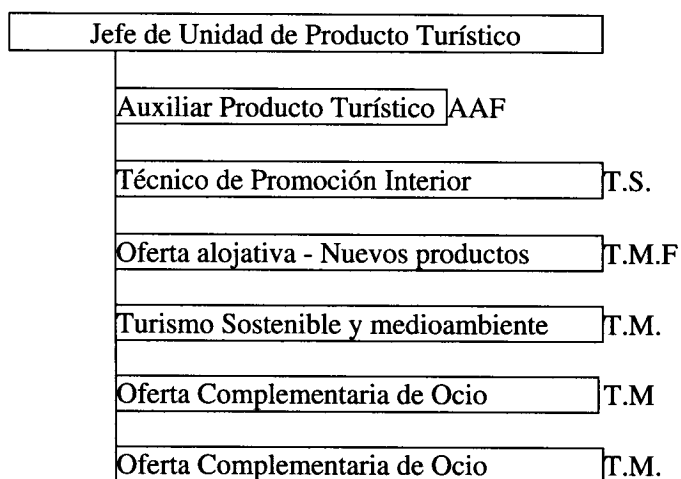 Jefe de Unidad de Producto Turístico
Auxiliar Producto Turístico AAF
Técnico de Promoción Interior T.S.
Oferta alojativa - Nuevos productos T.M.F
Turismo Sostenible y medioambiente T.M.
Oferta Complementaria de Ocio T.M
Oferta Complementaria de Ocio T.M.